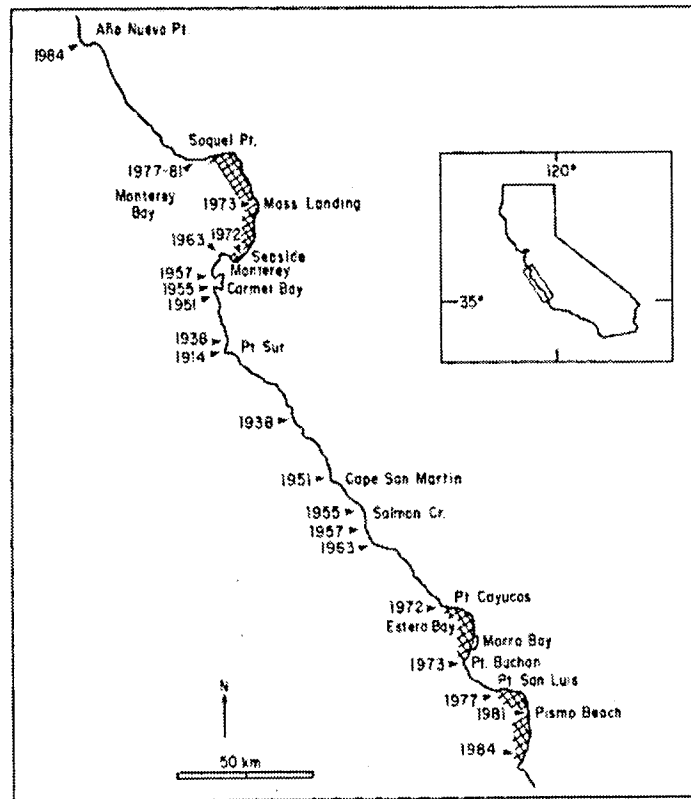 Año Nuevo Pt.
1984
Soquel Pt.
1977-81
Monterey
Bay
1973
Moss Landing
1972
1963
Seaside
1957
Monterey
1955
Carmel Bay
1951
1938
1914
Pt Sur
1938
1951
Cape San Martin
1955
Salmon Cr.
1957
1963
1972
Pt Cayucos
Estero Bay
Morro Bay
1973
Pt. Buchon
Pt San Luis
1977
1981
Pismo Beach
1984
N
50 km
120°
35°